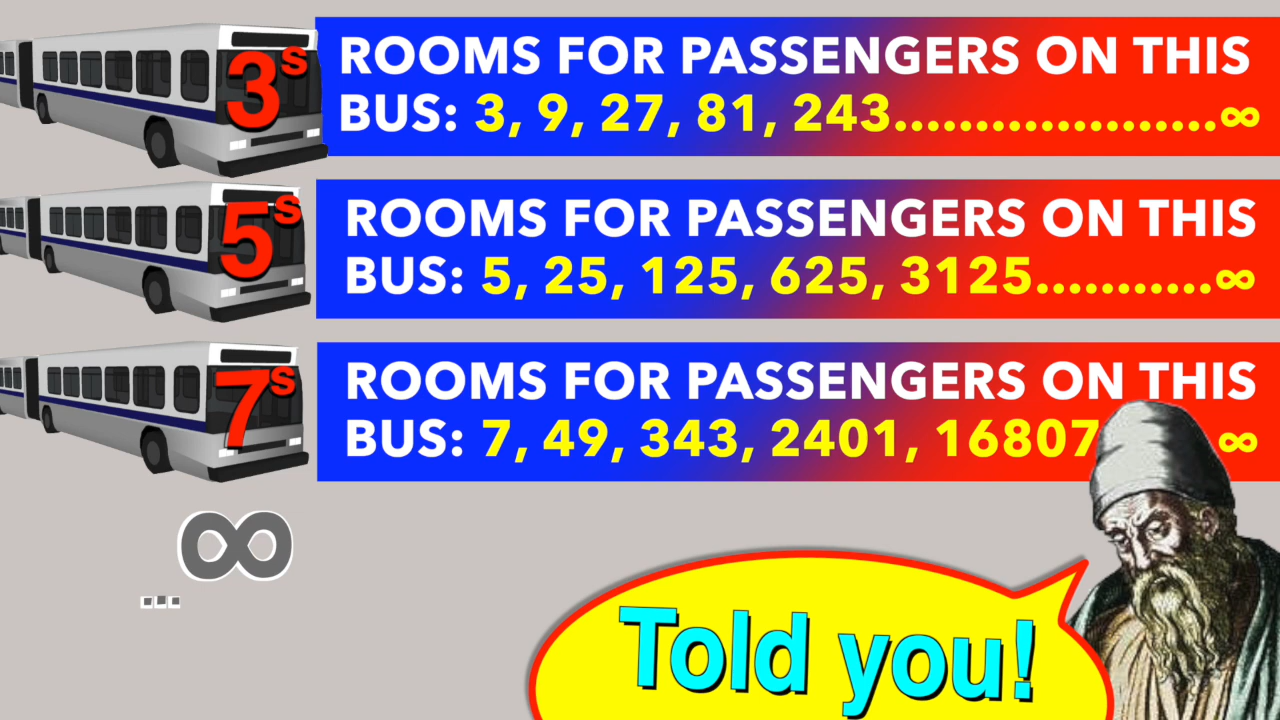 3s
ROOMS FOR PASSENGERS ON THIS
BUS: 3, 9, 27, 81, 243....................∞
5s
ROOMS FOR PASSENGERS ON THIS
BUS: 5, 25, 125, 625, 3125...........∞
7s
ROOMS FOR PASSENGERS ON THIS
BUS: 7, 49, 343, 2401, 16807 ∞
∞
...
Told you!